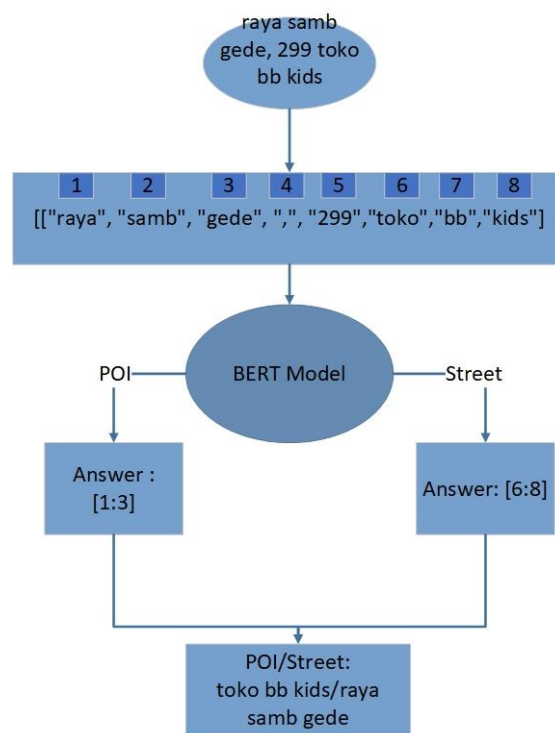 raya samb
gede, 299 toko
bb kids
1 2 3 4 5 6 7 8
[["raya", "samb", "gede", ",", "299","toko","bb","kids"]
POI
BERT Model
Street
Answer :
[1:3]
Answer: [6:8]
POI/Street:
toko bb kids/raya
samb gede